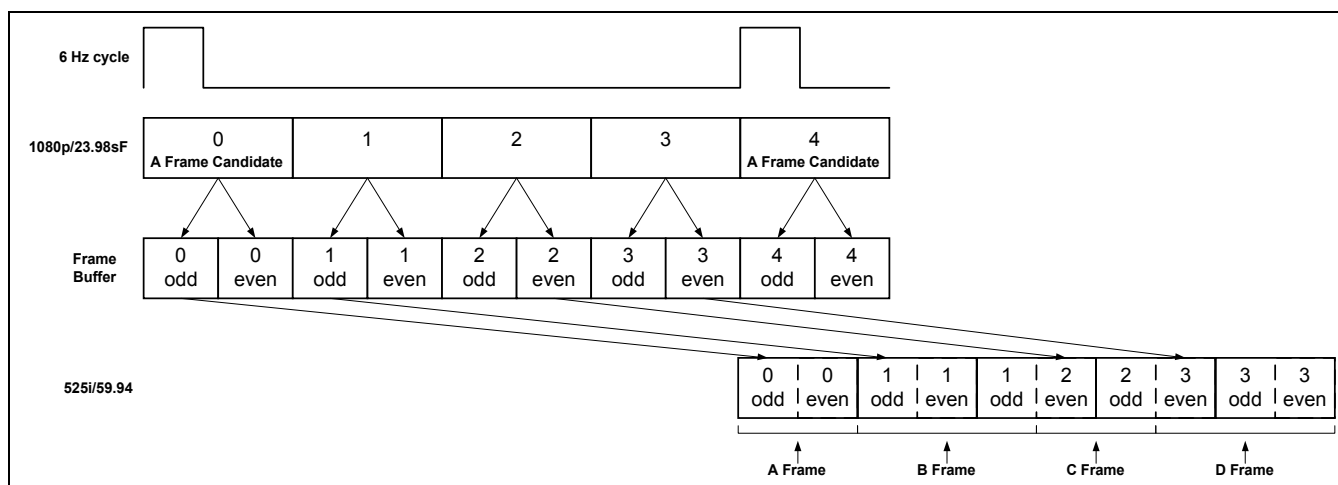 6 Hz cycle
1080p/23.98sF
0 1 2 3 4
A Frame Candidate A Frame Candidate
Frame
Buffer
0 0 1 1 2 2 3 3 4 4
odd even odd even odd even odd even odd even
525i/59.94
0 0 1 1 1 2 2 3 3 3
odd even odd even odd even odd even odd even
A Frame B Frame C Frame D Frame